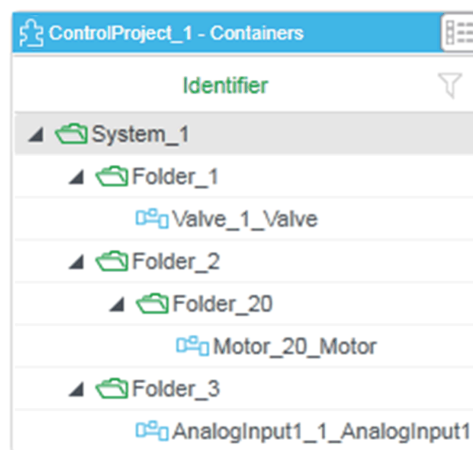 ControlProject_1 - Containers
Identifier
System_1
Folder_1
Valve_1_Valve
Folder_2
Folder_20
Motor_20_Motor
Folder_3
AnalogInput1_1_AnalogInput1